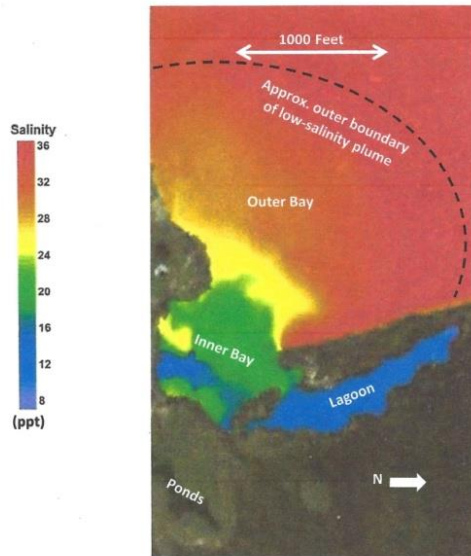 1000 Feet
Approx. outer boundary
of low-salinity plume
Salinity
36
32
28
24
20
16
12
8
(ppt)
Outer Bay
Inner Bay
Lagoon
N
Ponds